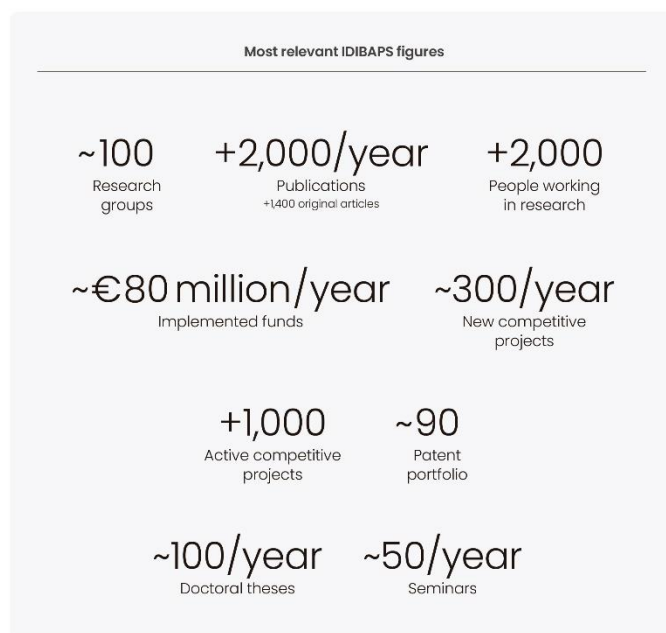 Most relevant IDIBAPS figures
~100
Research
groups
+2,000/year
Publications
+1,400 original articles
+2,000
People working
in research
~€80 million/year
Implemented funds
~300/year
New competitive
projects
+1,000
Active competitive
projects
~90
Patent
portfolio
~100/year
Doctoral theses
~50/year
Seminars